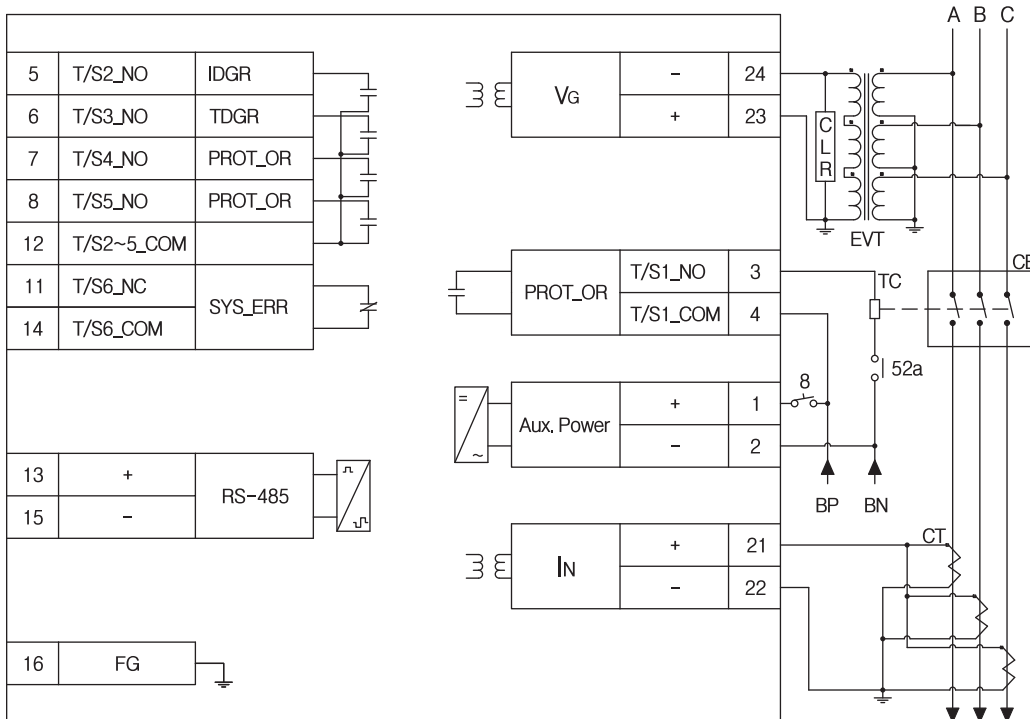 A B C
5 T/S2_NO IDGR
6 T/S3_NO TDGR
7 T/S4_NO PROT_OR
8 T/S5_NO PROT_OR
12 T/S2~5_COM
11 T/S6_NC
SYS_ERR
14 T/S6_COM
13 +
RS-485
15 -
16 FG
VG
- 24
+ 23
CLR
EVT
PROT_OR
T/S1_NO 3
T/S1_COM 4
TC
CB
52a
8
Aux. Power
+ 1
- 2
= ~
BP BN
CT
IN
+ 21
- 22